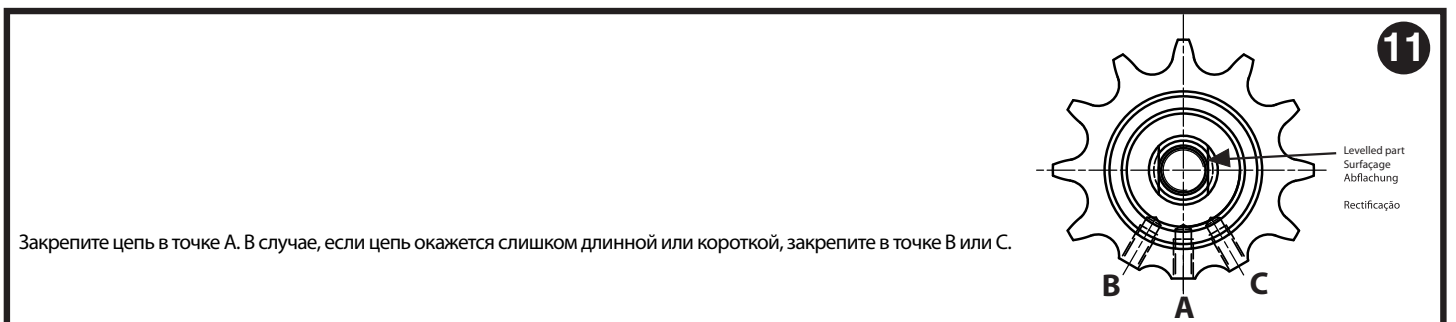 11
Levelled part
Surfaçage
Abflachung
Rectificação
Закрепите цепь в точке А. В случае, если цепь окажется слишком длинной или короткой, закрепите в точке В или С.
B
C
A